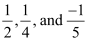 1/2, 1/4, and -1/5